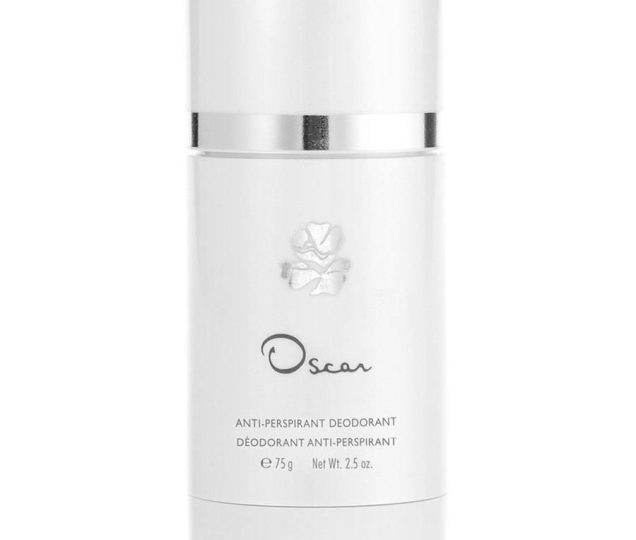 Oscar
ANTI-PERSPIRANT DEODORANT
DÉODORANT ANTI-PERSPIRANT
℮ 75 g Net Wt. 2.5 oz.